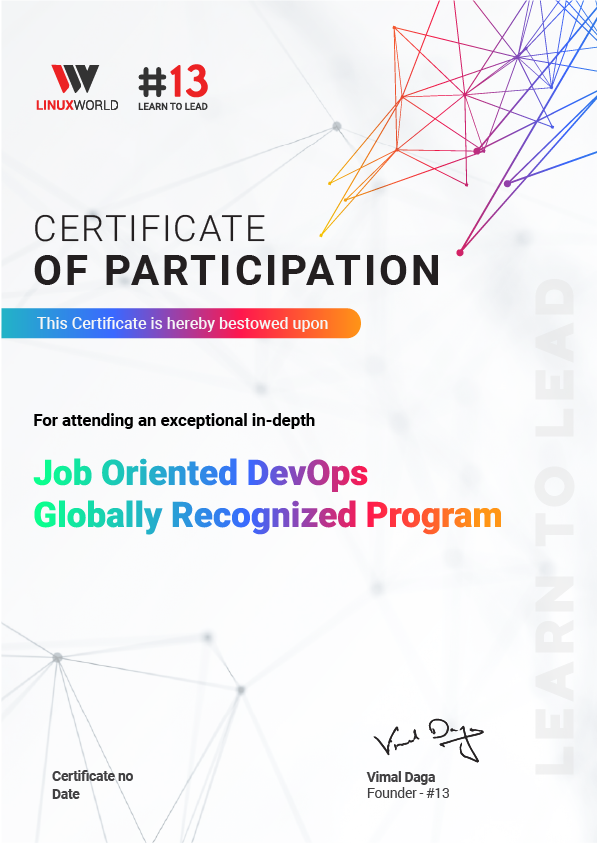 LINUXWORLD
#13
LEARN TO LEAD
CERTIFICATE
OF PARTICIPATION
This Certificate is hereby bestowed upon
For attending an exceptional in-depth
Job Oriented DevOps
Globally Recognized Program
LEARN TO LEAD
Vimal Daga
Certificate no
Date
Vimal Daga
Founder - #13